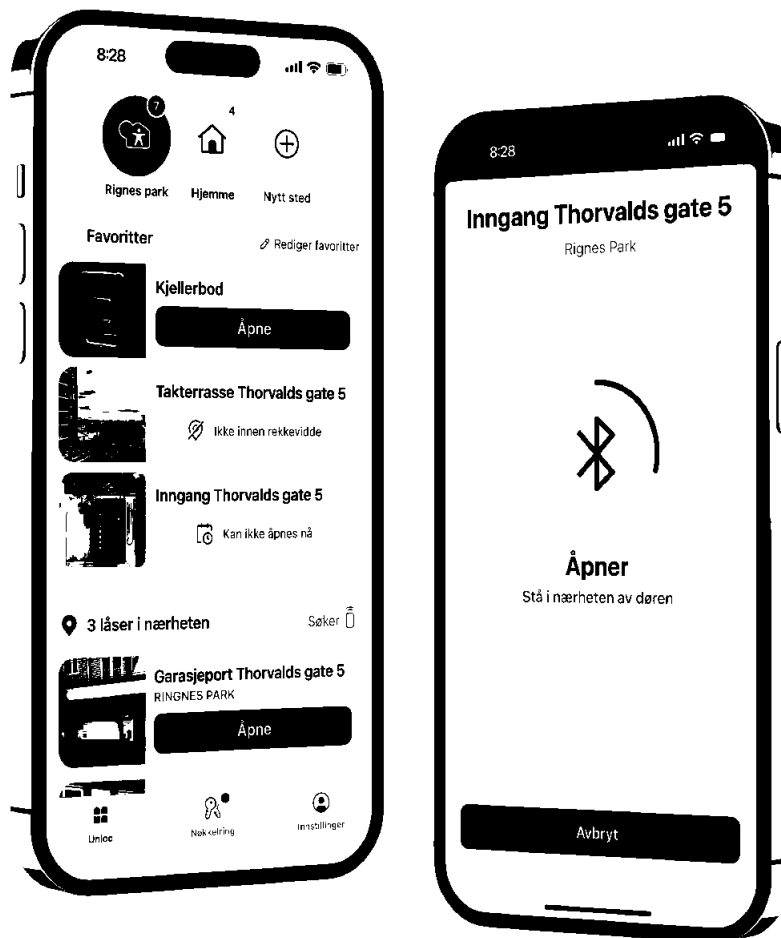 8:28
7
4
Rignes park
Hjemme
Nytt sted
Favoritter
Rediger favoritter
Kjellerbod
Åpne
Takterrasse Thorvalds gate 5
Ikke innen rekkevidde
Inngang Thorvalds gate 5
Kan ikke åpnes nå
3 låser i nærheten
Søker
Garasjeport Thorvalds gate 5
RINGNES PARK
Åpne
Unloc
Nøkkelring
Innstillinger
8:28
Inngang Thorvalds gate 5
Rignes Park
Åpner
Stå i nærheten av døren
Avbryt